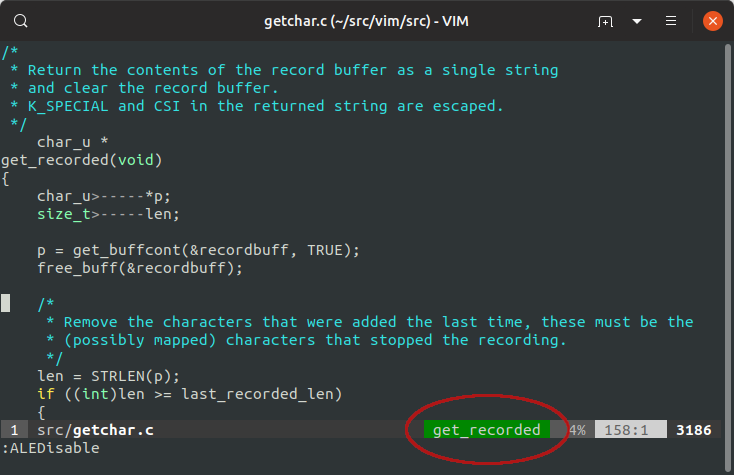 getchar.c (~/src/vim/src) - VIM
/*
 * Return the contents of the record buffer as a single string
 * and clear the record buffer.
 * K_SPECIAL and CSI in the returned string are escaped.
 */
    char_u *
get_recorded(void)
{
    char_u>-----*p;
    size_t>-----len;

    p = get_buffcont(&recordbuff, TRUE);
    free_buff(&recordbuff);

    /*
     * Remove the characters that were added the last time, these must be the
     * (possibly mapped) characters that stopped the recording.
     */
    len = STRLEN(p);
    if ((int)len >= last_recorded_len)
    {
1 src/getchar.c get_recorded 4% 158:1 3186
:ALEDisable